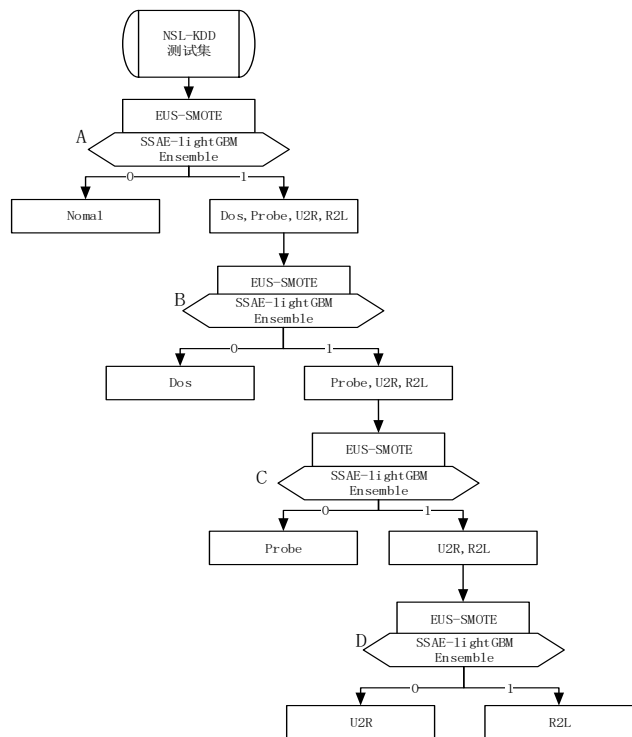 NSL-KDD
测试集
EUS-SMOTE
A
SSAE-lightGBM
Ensemble
0
1
Nomal
Dos,Probe,U2R,R2L
EUS-SMOTE
B
SSAE-lightGBM
Ensemble
0
1
Dos
Probe,U2R,R2L
EUS-SMOTE
C
SSAE-lightGBM
Ensemble
0
1
Probe
U2R,R2L
EUS-SMOTE
D
SSAE-lightGBM
Ensemble
0
1
U2R
R2L